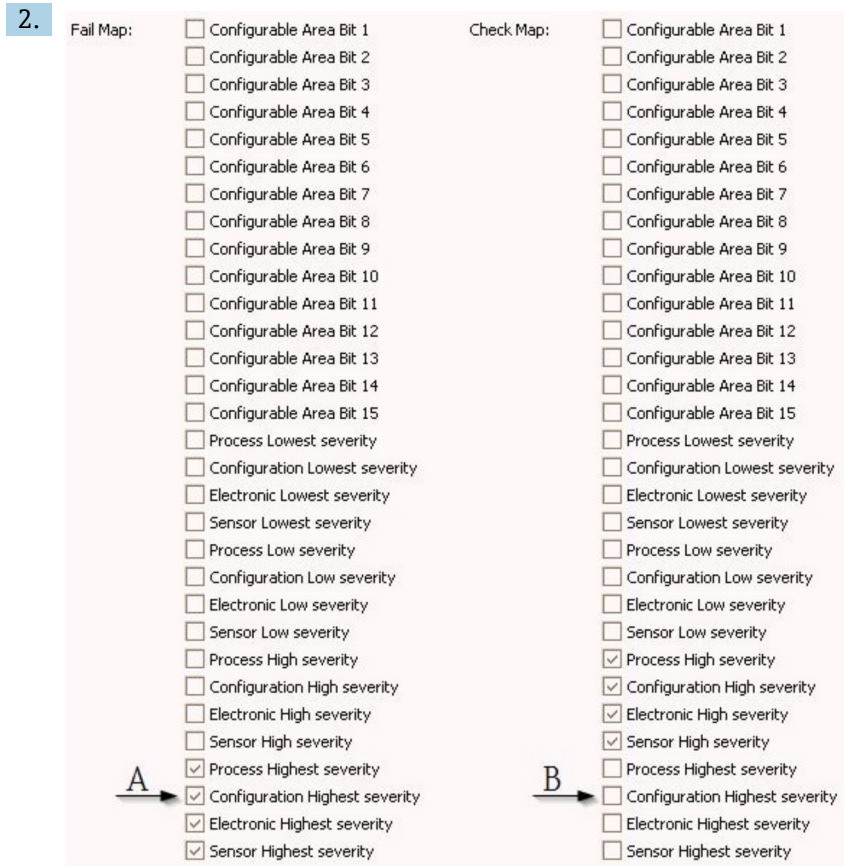 2.
Fail Map: Configurable Area Bit 1 Check Map: Configurable Area Bit 1
Configurable Area Bit 2 Configurable Area Bit 2
Configurable Area Bit 3 Configurable Area Bit 3
Configurable Area Bit 4 Configurable Area Bit 4
Configurable Area Bit 5 Configurable Area Bit 5
Configurable Area Bit 6 Configurable Area Bit 6
Configurable Area Bit 7 Configurable Area Bit 7
Configurable Area Bit 8 Configurable Area Bit 8
Configurable Area Bit 9 Configurable Area Bit 9
Configurable Area Bit 10 Configurable Area Bit 10
Configurable Area Bit 11 Configurable Area Bit 11
Configurable Area Bit 12 Configurable Area Bit 12
Configurable Area Bit 13 Configurable Area Bit 13
Configurable Area Bit 14 Configurable Area Bit 14
Configurable Area Bit 15 Configurable Area Bit 15
Process Lowest severity Process Lowest severity
Configuration Lowest severity Configuration Lowest severity
Electronic Lowest severity Electronic Lowest severity
Sensor Lowest severity Sensor Lowest severity
Process Low severity Process Low severity
Configuration Low severity Configuration Low severity
Electronic Low severity Electronic Low severity
Sensor Low severity Sensor Low severity
Process High severity Process High severity
Configuration High severity Configuration High severity
Electronic High severity Electronic High severity
Sensor High severity Sensor High severity
Process Highest severity Process Highest severity
A Configuration Highest severity B Configuration Highest severity
Electronic Highest severity Electronic Highest severity
Sensor Highest severity Sensor Highest severity